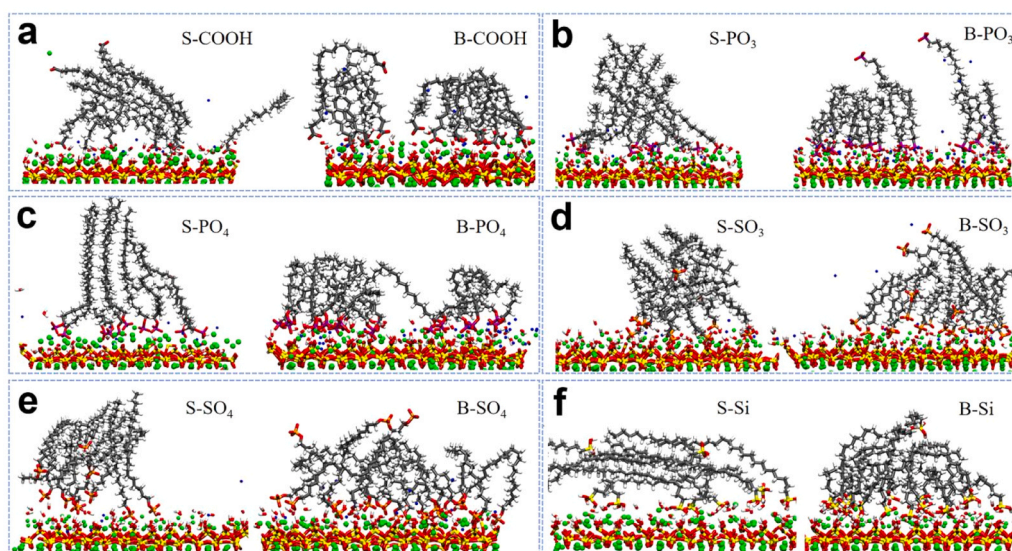 a
S-COOH
B-COOH
b
S-PO₃
B-PO₃
c
S-PO₄
B-PO₄
d
S-SO₃
B-SO₃
e
S-SO₄
B-SO₄
f
S-Si
B-Si